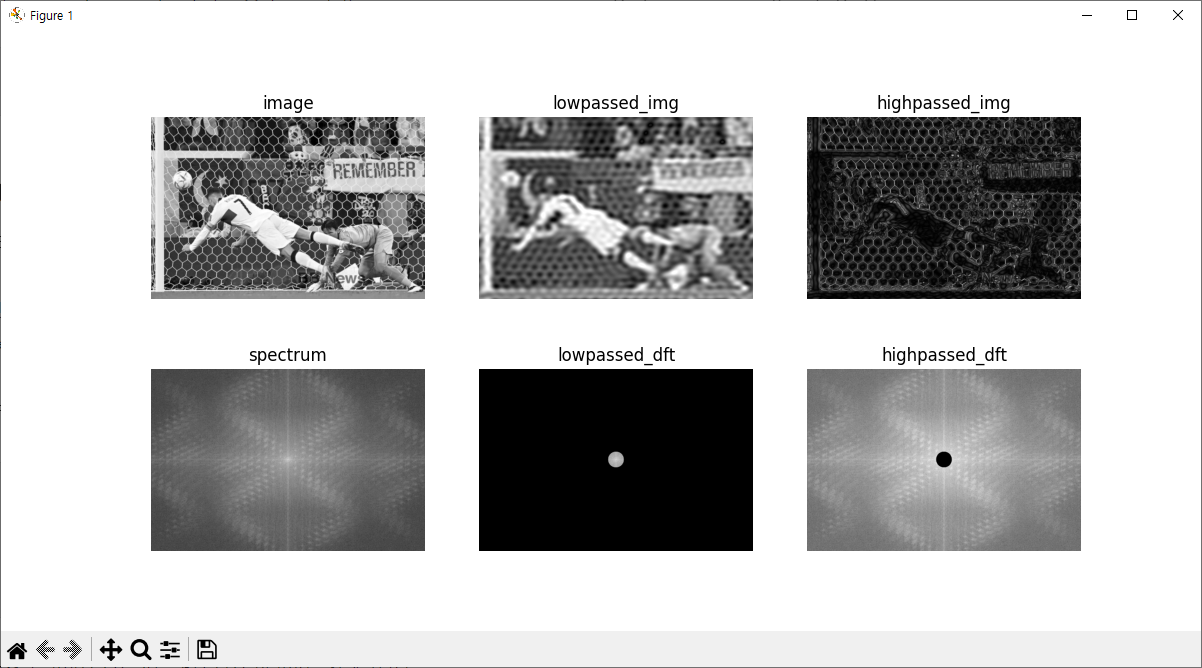 Figure 1
image
lowpassed_img
highpassed_img
REMEMBER
7
spectrum
lowpassed_dft
highpassed_dft